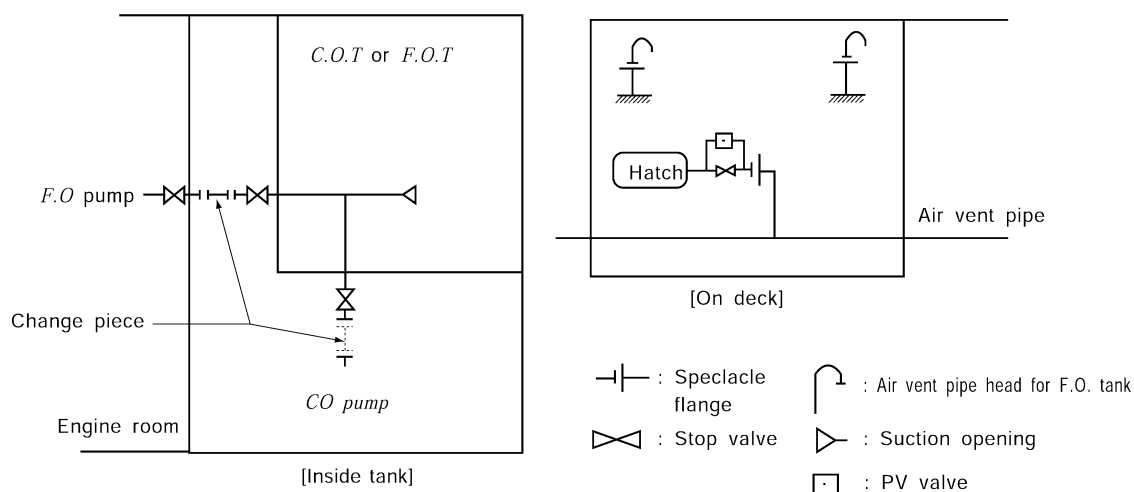 C.O.T or F.O.T
F.O pump
Change piece
CO pump
Engine room
[Inside tank]
Hatch
Air vent pipe
[On deck]
: Speclacle
flange
: Air vent pipe head for F.O. tank
: Stop valve
: Suction opening
: PV valve